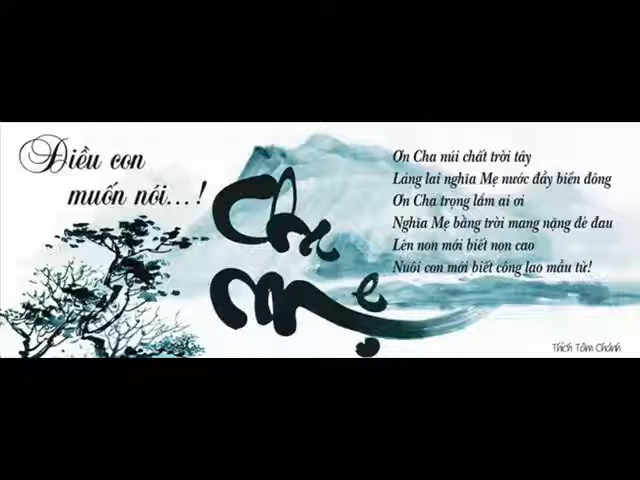 Điều con
muốn nói...!
Cha
Mẹ
Ơn Cha núi chất trời tây
Láng lai nghĩa Mẹ nước đầy biển đông
Ơn Cha trọng lắm ai ơi
Nghĩa Mẹ bằng trời mang nặng đẻ đau
Lên non mới biết non cao
Nuôi con mới biết công lao mẫu từ!
Thích Tâm Chánh